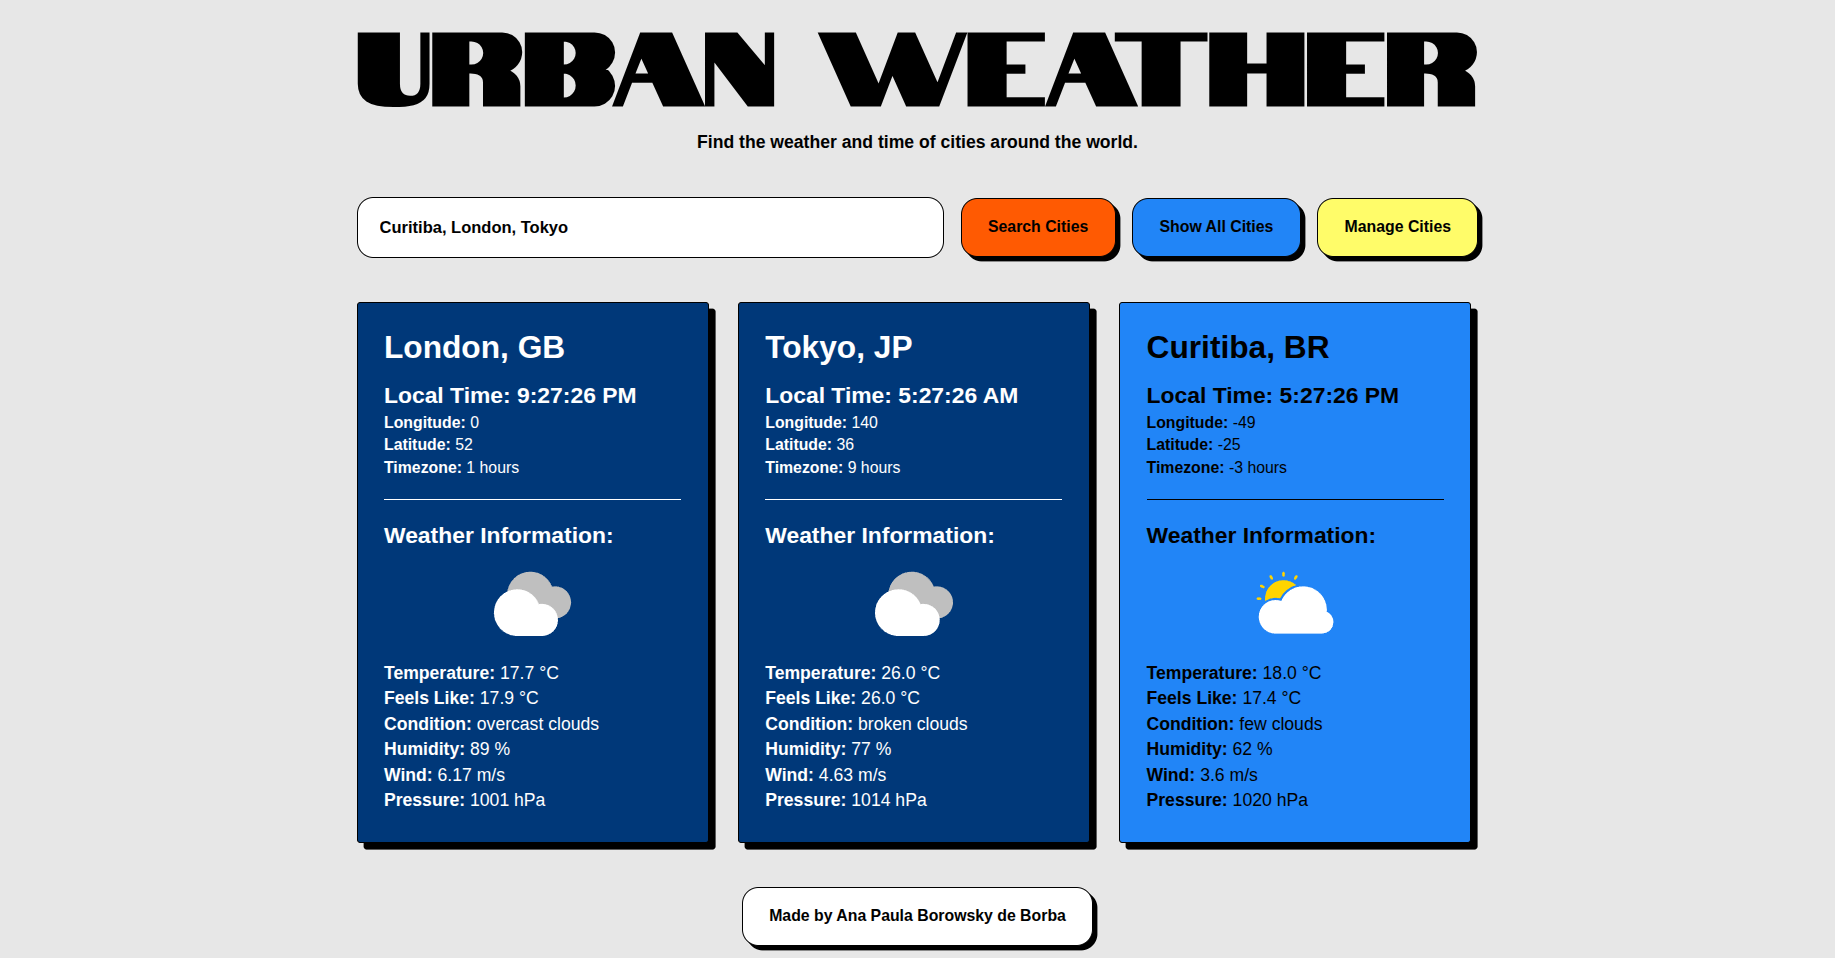 URBAN WEATHER
Find the weather and time of cities around the world.
Curitiba, London, Tokyo
Search Cities
Show All Cities
Manage Cities
London, GB
Local Time: 9:27:26 PM
Longitude: 0
Latitude: 52
Timezone: 1 hours
Weather Information:
Temperature: 17.7 °C
Feels Like: 17.9 °C
Condition: overcast clouds
Humidity: 89 %
Wind: 6.17 m/s
Pressure: 1001 hPa
Tokyo, JP
Local Time: 5:27:26 AM
Longitude: 140
Latitude: 36
Timezone: 9 hours
Weather Information:
Temperature: 26.0 °C
Feels Like: 26.0 °C
Condition: broken clouds
Humidity: 77 %
Wind: 4.63 m/s
Pressure: 1014 hPa
Curitiba, BR
Local Time: 5:27:26 PM
Longitude: -49
Latitude: -25
Timezone: -3 hours
Weather Information:
Temperature: 18.0 °C
Feels Like: 17.4 °C
Condition: few clouds
Humidity: 62 %
Wind: 3.6 m/s
Pressure: 1020 hPa
Made by Ana Paula Borowsky de Borba